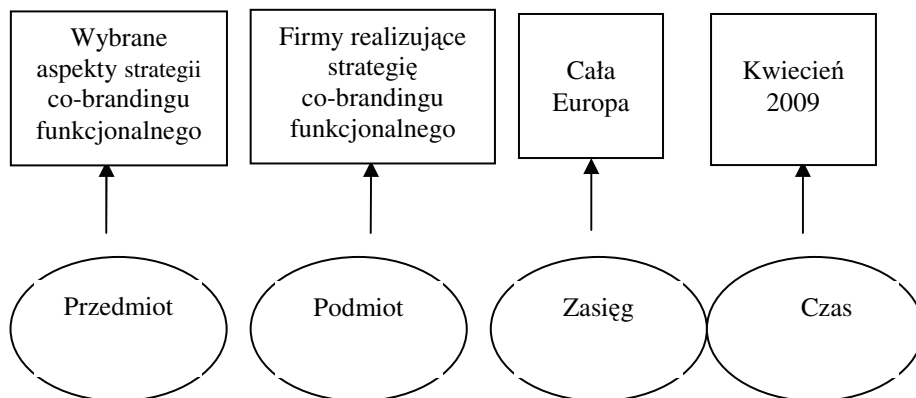 Wybrane
aspekty strategii
co-brandingu
funkcjonalnego
Firmy realizujące
strategię
co-brandingu
funkcjonalnego
Cała
Europa
Kwiecień
2009
Przedmiot
Podmiot
Zasięg
Czas